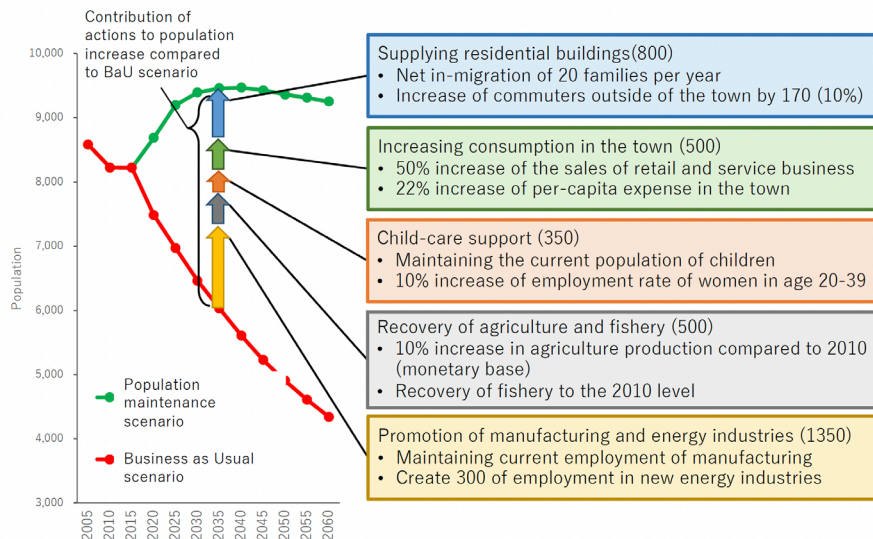 Contribution of
actions to population
increase compared
to BaU scenario
10,000
9,000
8,000
7,000
6,000
5,000
4,000
3,000
Population
2005
2010
2015
2020
2025
2030
2035
2040
2045
2050
2055
2060
Population
maintenance
scenario
Business as Usual
scenario
Supplying residential buildings(800)
• Net in-migration of 20 families per year
• Increase of commuters outside of the town by 170 (10%)
Increasing consumption in the town (500)
• 50% increase of the sales of retail and service business
• 22% increase of per-capita expense in the town
Child-care support (350)
• Maintaining the current population of children
• 10% increase of employment rate of women in age 20-39
Recovery of agriculture and fishery (500)
• 10% increase in agriculture production compared to 2010
(monetary base)
• Recovery of fishery to the 2010 level
Promotion of manufacturing and energy industries (1350)
• Maintaining current employment of manufacturing
• Create 300 of employment in new energy industries